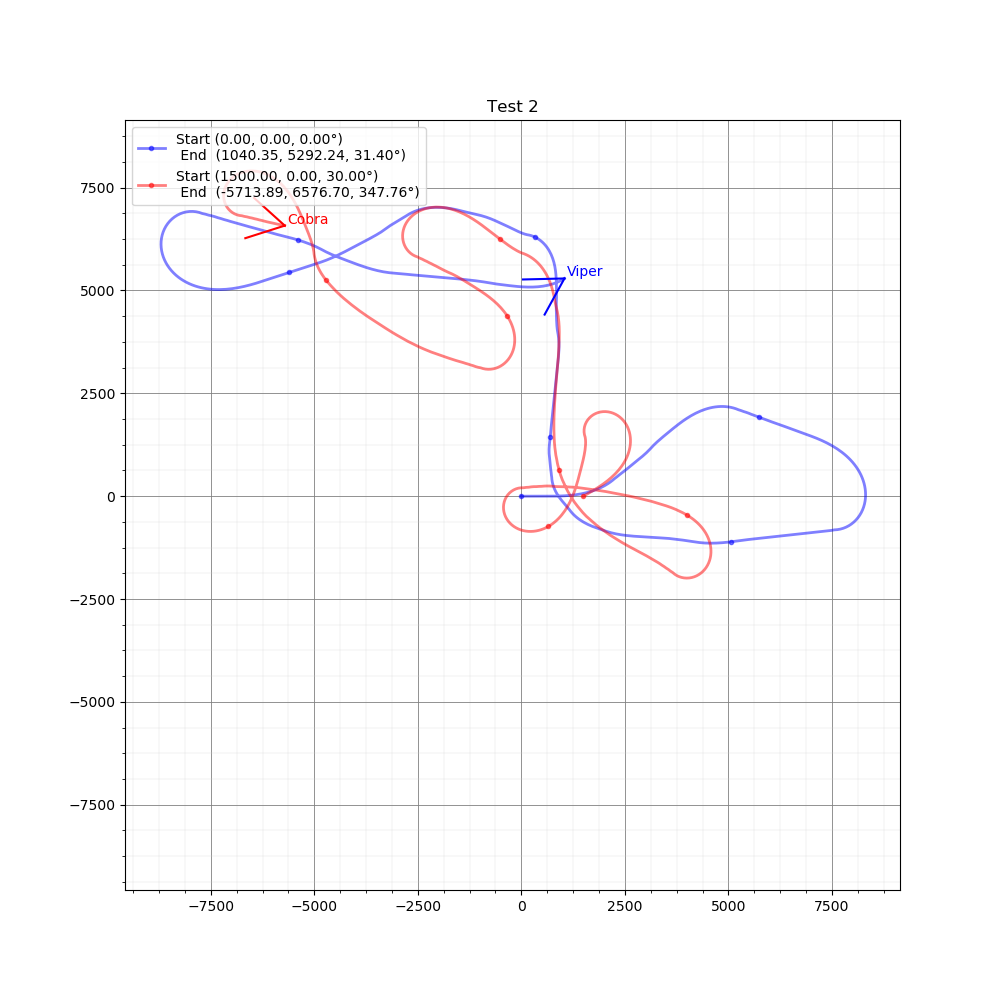 Test 2
Start (0.00, 0.00, 0.00°)
End (1040.35, 5292.24, 31.40°)
Start (1500.00, 0.00, 30.00°)
End (-5713.89, 6576.70, 347.76°)
Cobra
Viper
7500
5000
2500
0
−2500
−5000
−7500
−7500 −5000 −2500 0 2500 5000 7500